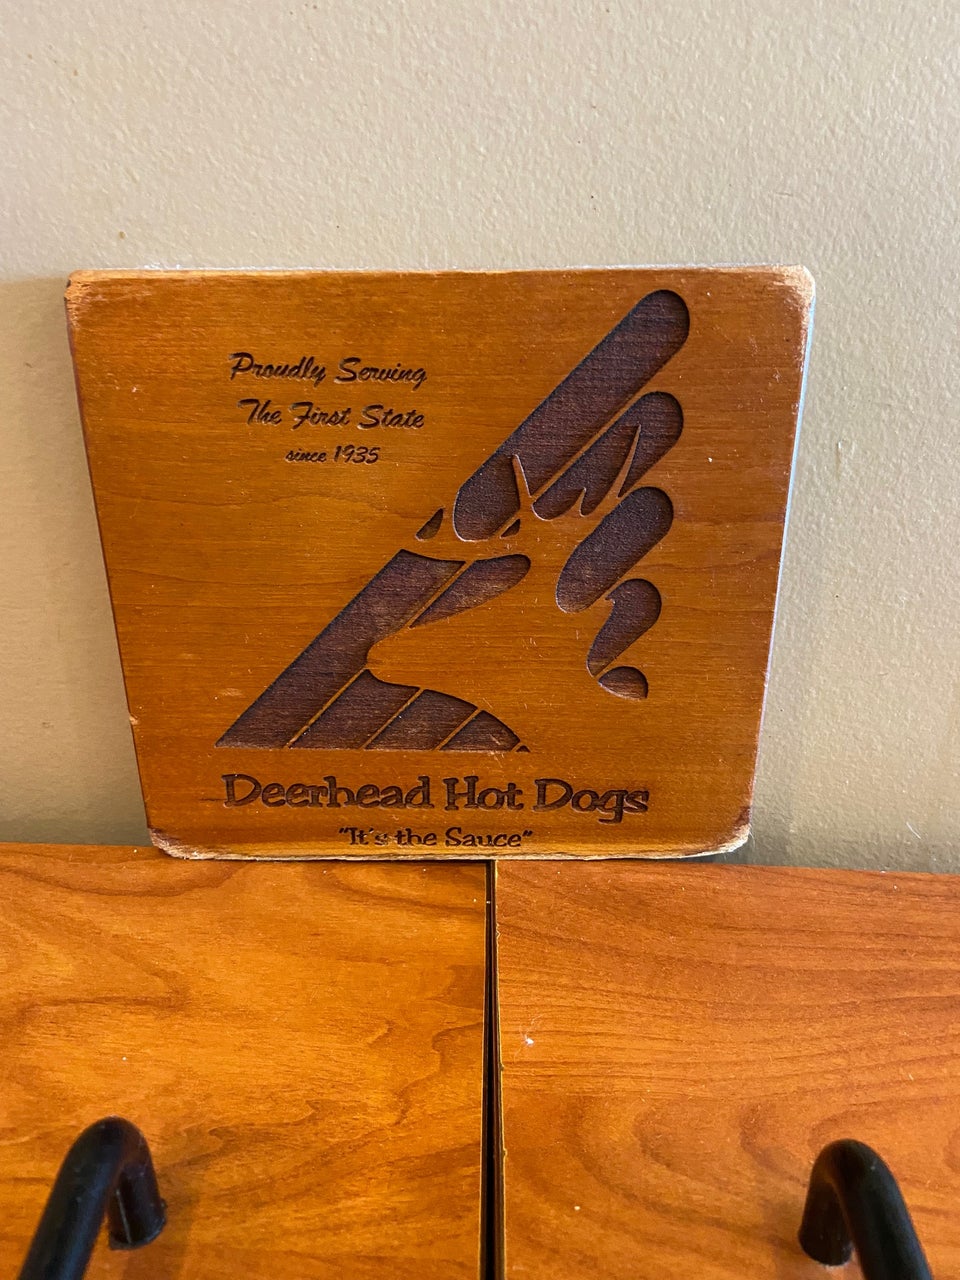 Proudly Serving
The First State
since 1935
Deerhead Hot Dogs
"It's the Sauce"